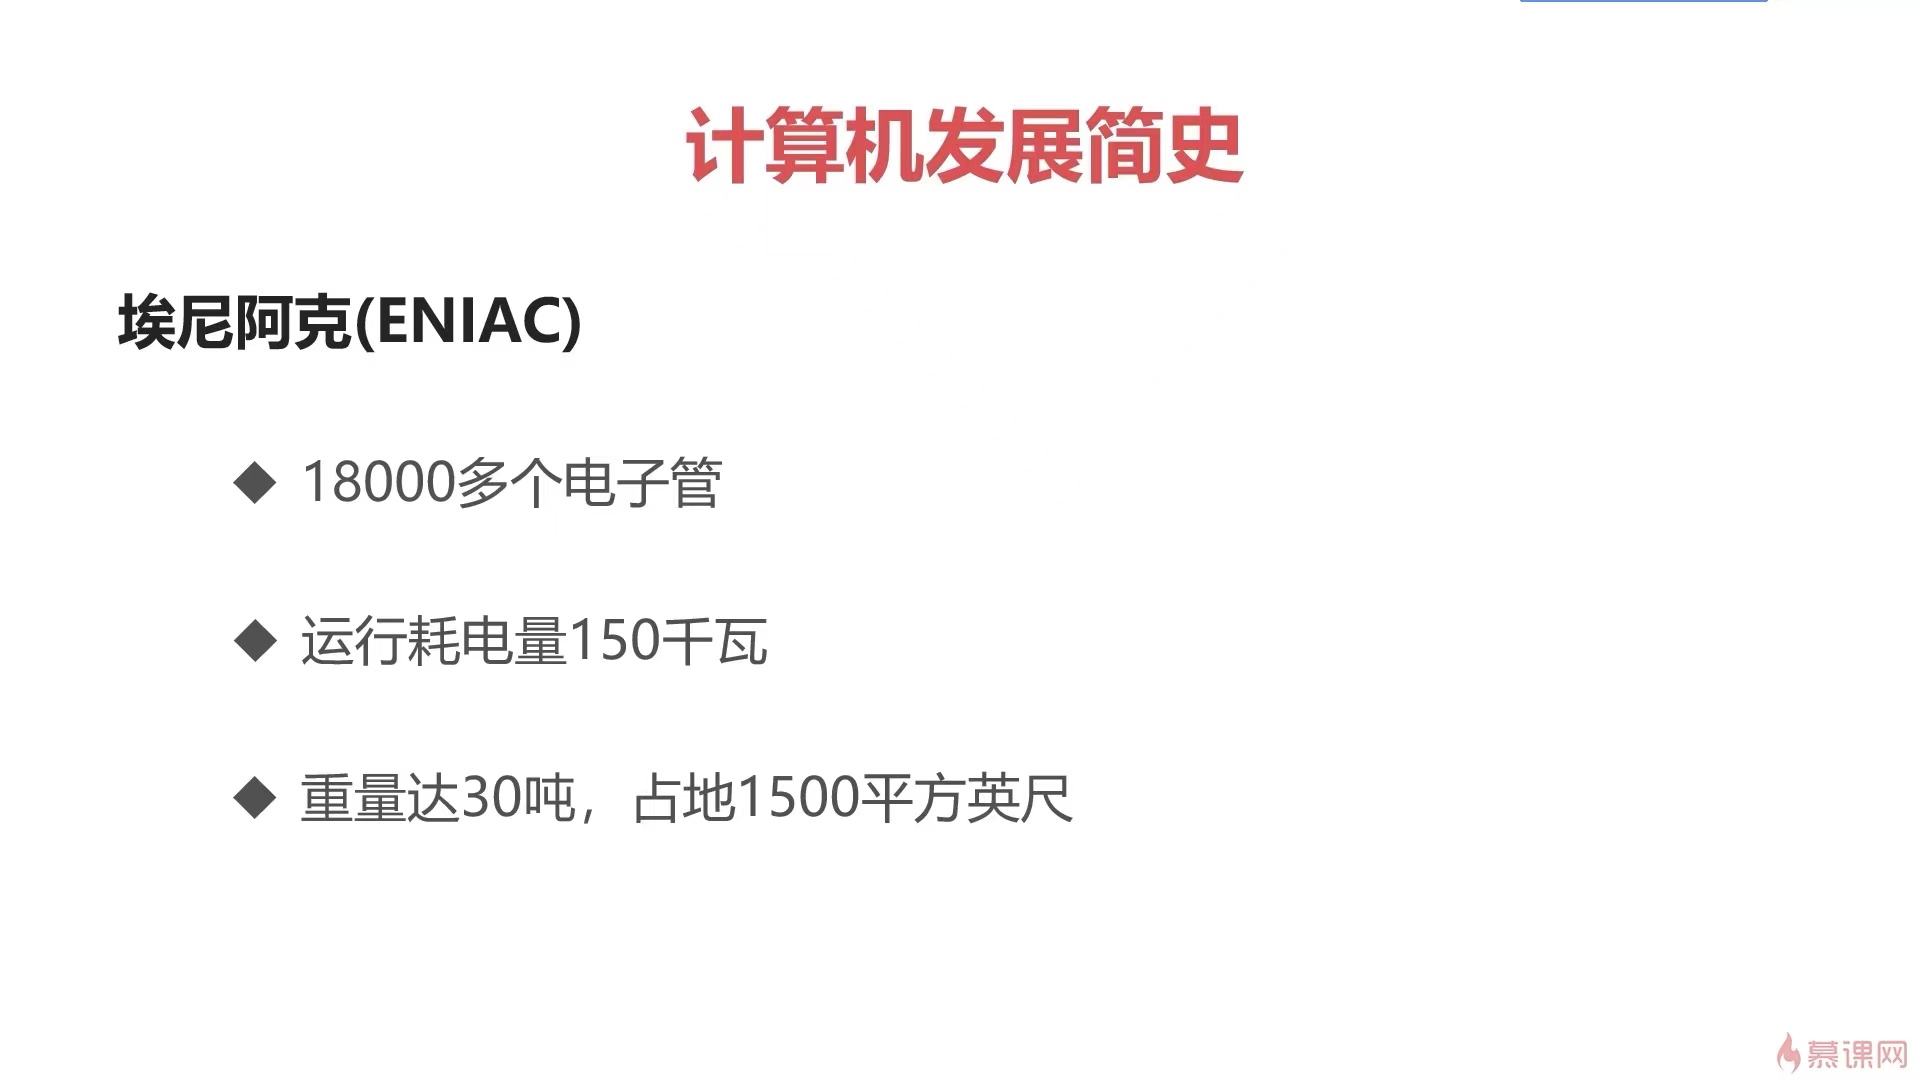 计算机发展简史
埃尼阿克(ENIAC)
◆ 18000多个电子管
◆ 运行耗电量150千瓦
◆ 重量达30吨，占地1500平方英尺
慕课网